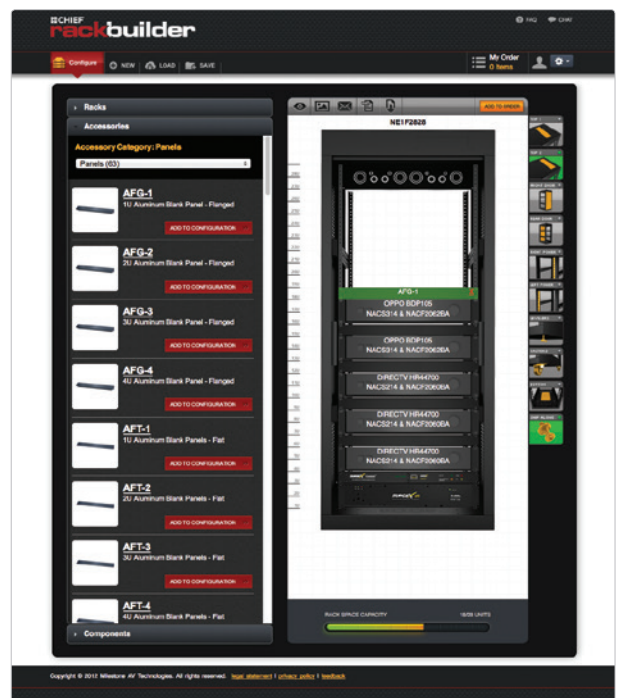 CHIEF
rackbuilder
FAQ
CHAT
Configure
NEW
LOAD
SAVE
My Order
0 Items
Racks
Accessories
Accessory Category: Panels
Panels (63)
AFG-1
1U Aluminum Blank Panel - Flanged
ADD TO CONFIGURATION
AFG-2
2U Aluminum Blank Panel - Flanged
ADD TO CONFIGURATION
AFG-3
3U Aluminum Blank Panel - Flanged
ADD TO CONFIGURATION
AFG-4
4U Aluminum Blank Panel - Flanged
ADD TO CONFIGURATION
AFT-1
1U Aluminum Blank Panels - Flat
ADD TO CONFIGURATION
AFT-2
2U Aluminum Blank Panels - Flat
ADD TO CONFIGURATION
AFT-3
3U Aluminum Blank Panels - Flat
ADD TO CONFIGURATION
AFT-4
4U Aluminum Blank Panels - Flat
Components
ADD TO ORDER
NE1F2828
AFG-1
OPPO BDP105
NACS314 & NACF2062BA
OPPO BDP105
NACS314 & NACF2062BA
DIRECTV HR44700
NACS214 & NACF2060BA
DIRECTV HR44700
NACS214 & NACF2060BA
DIRECTV HR44700
NACS214 & NACF2060BA
RACK SPACE CAPACITY
UNITS
Copyright © 2012 Milestone AV Technologies. All rights reserved. legal statement | privacy policy | feedback